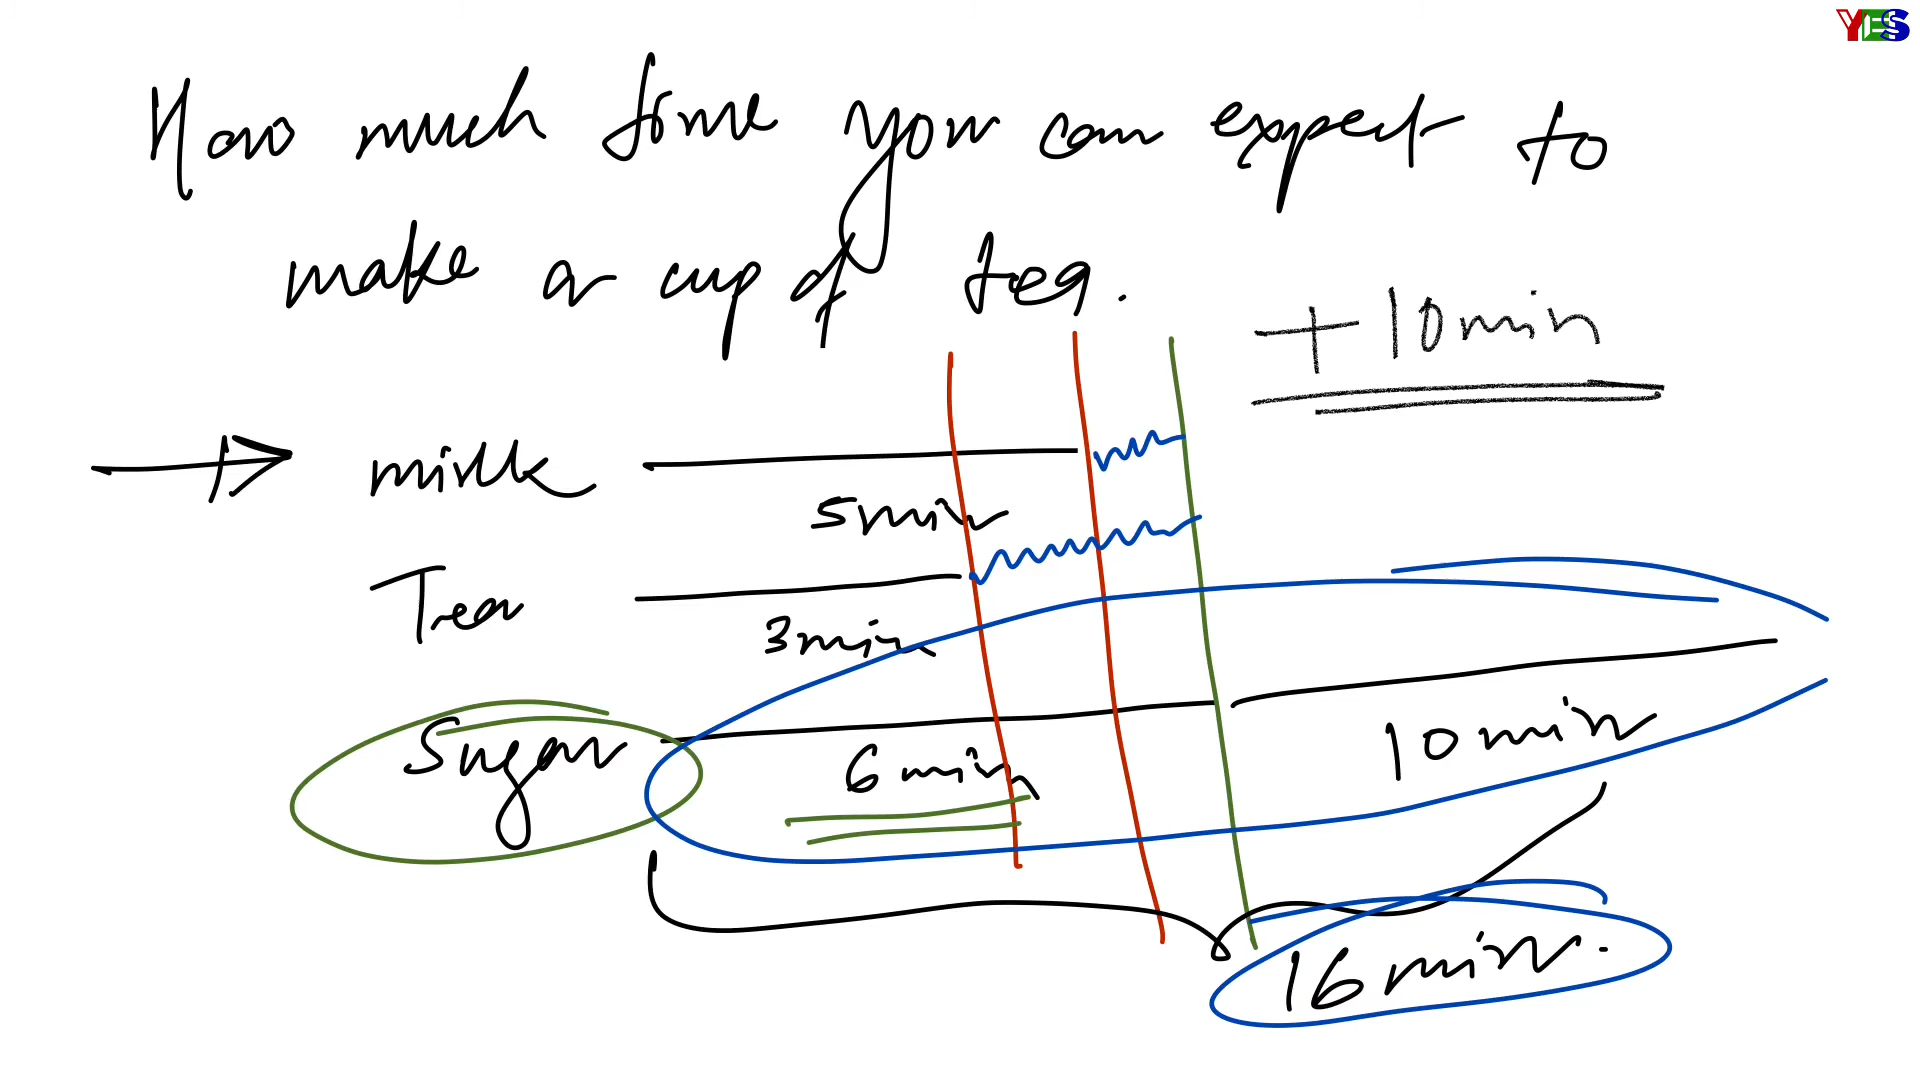 YES
How much time you can expect to
make a cup of tea.
+10min
milk
5min
Tea
3min
Sugar
6min
10min
16min.